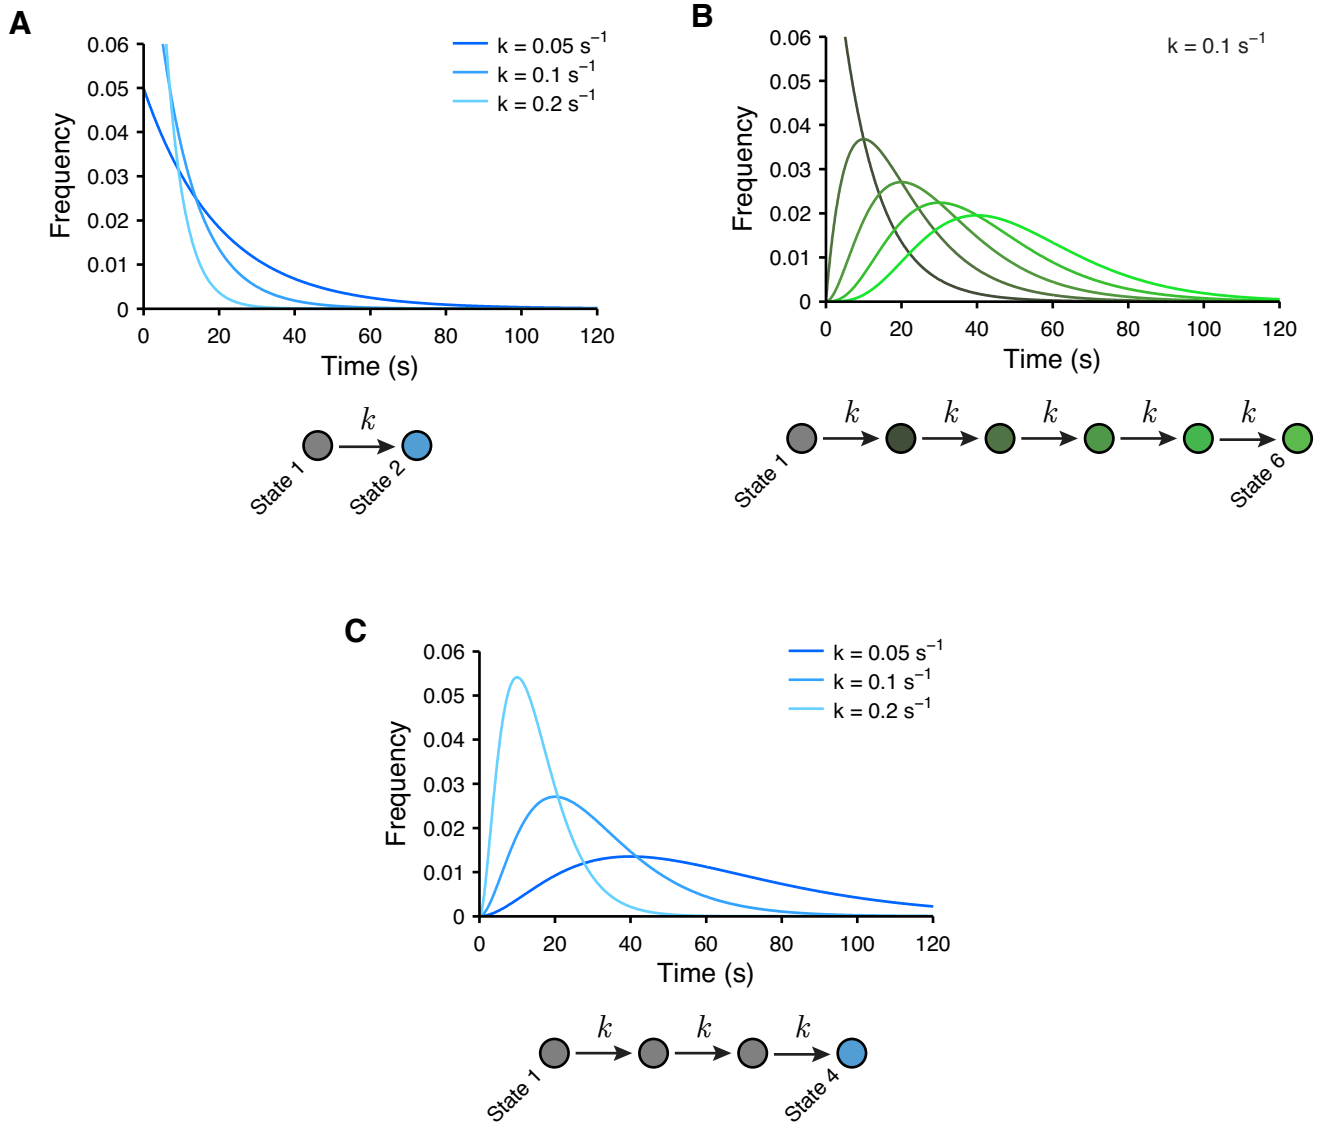 A
0.06
0.05
0.04
0.03
0.02
0.01
0
Frequency
k = 0.05 s⁻¹
k = 0.1 s⁻¹
k = 0.2 s⁻¹
0 20 40 60 80 100 120
Time (s)
k
State 1
State 2
B
0.06
0.05
0.04
0.03
0.02
0.01
0
Frequency
k = 0.1 s⁻¹
0 20 40 60 80 100 120
Time (s)
k k k k k
State 1
State 6
C
0.06
0.05
0.04
0.03
0.02
0.01
0
Frequency
k = 0.05 s⁻¹
k = 0.1 s⁻¹
k = 0.2 s⁻¹
0 20 40 60 80 100 120
Time (s)
k k k
State 1
State 4